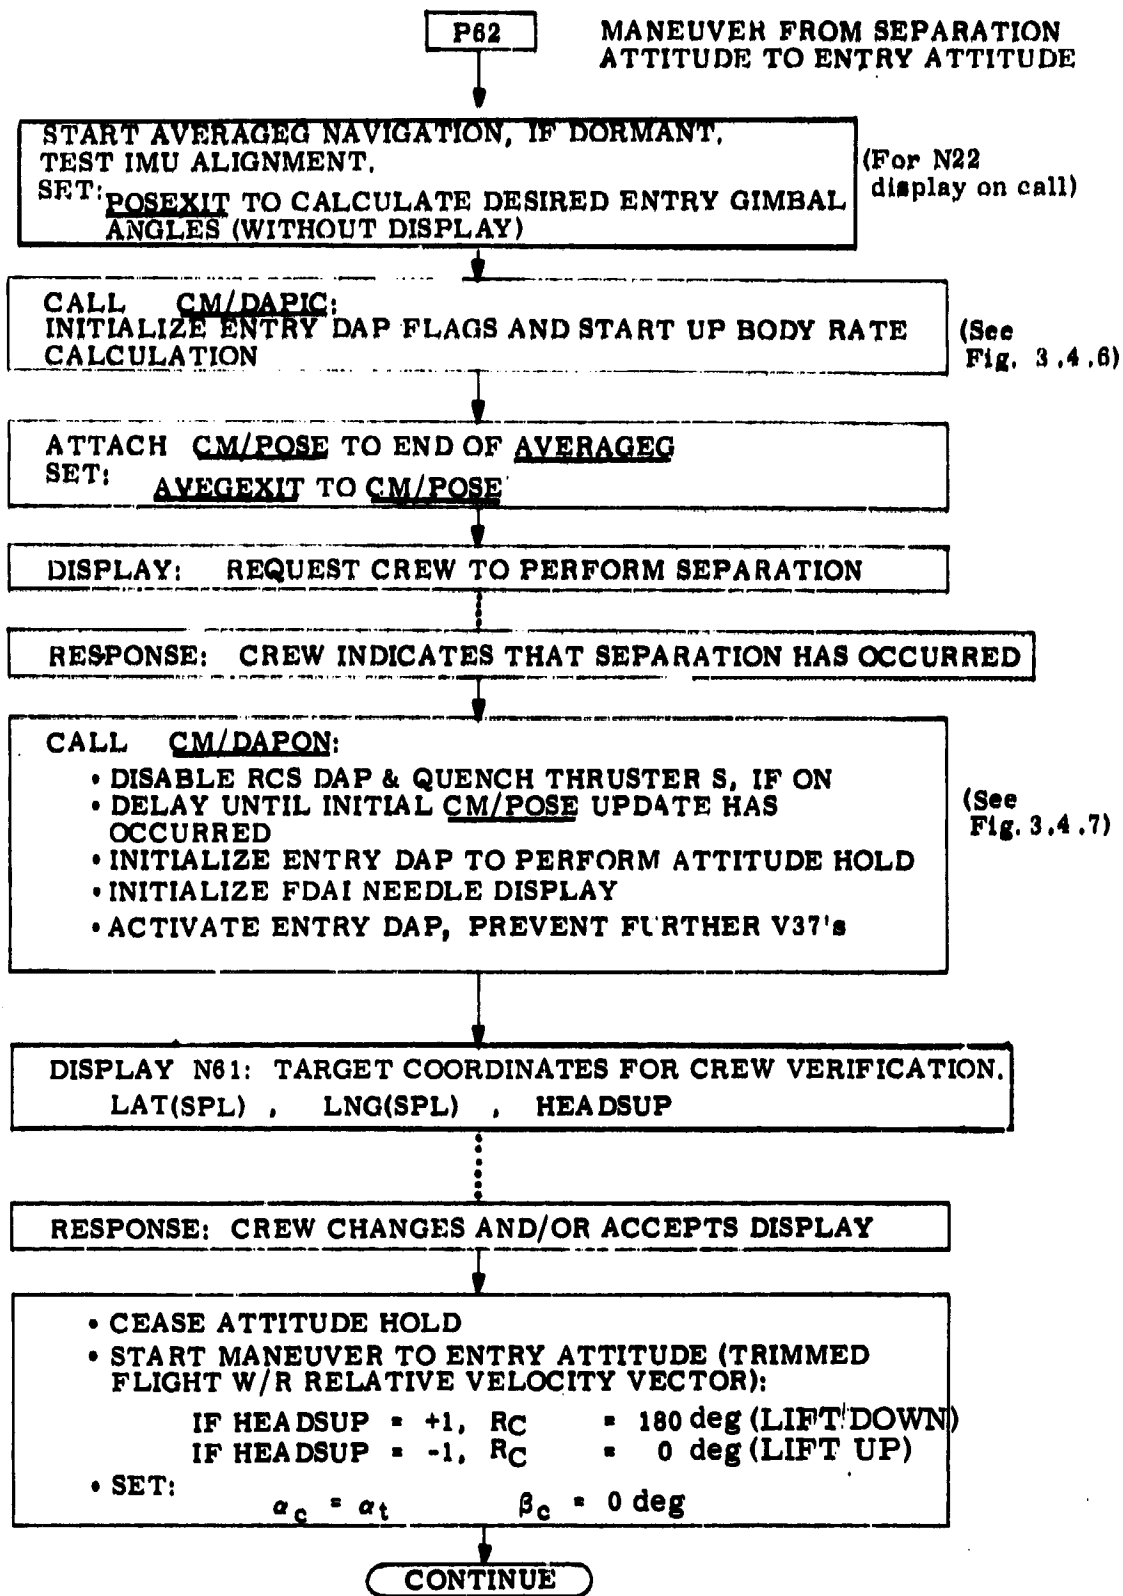 P62
MANEUVER FROM SEPARATION
ATTITUDE TO ENTRY ATTITUDE
START AVERAGEG NAVIGATION, IF DORMANT.
TEST IMU ALIGNMENT.
SET: POSEXIT TO CALCULATE DESIRED ENTRY GIMBAL
ANGLES (WITHOUT DISPLAY)
(For N22
display on call)
CALL CM/DAPIC:
INITIALIZE ENTRY DAP FLAGS AND START UP BODY RATE
CALCULATION
(See
Fig. 3.4.6)
ATTACH CM/POSE TO END OF AVERAGEG
SET: AVEGEXIT TO CM/POSE
DISPLAY: REQUEST CREW TO PERFORM SEPARATION
RESPONSE: CREW INDICATES THAT SEPARATION HAS OCCURRED
CALL CM/DAPON:
• DISABLE RCS DAP & QUENCH THRUSTER S, IF ON
• DELAY UNTIL INITIAL CM/POSE UPDATE HAS
OCCURRED
• INITIALIZE ENTRY DAP TO PERFORM ATTITUDE HOLD
• INITIALIZE FDAI NEEDLE DISPLAY
• ACTIVATE ENTRY DAP, PREVENT FURTHER V37's
(See
Fig. 3.4.7)
DISPLAY N61: TARGET COORDINATES FOR CREW VERIFICATION.
LAT(SPL) , LNG(SPL) , HEADSUP
RESPONSE: CREW CHANGES AND/OR ACCEPTS DISPLAY
• CEASE ATTITUDE HOLD
• START MANEUVER TO ENTRY ATTITUDE (TRIMMED
FLIGHT W/R RELATIVE VELOCITY VECTOR):
IF HEADSUP = +1, RC = 180 deg (LIFT DOWN)
IF HEADSUP = -1, RC = 0 deg (LIFT UP)
• SET:
αc = αt βc = 0 deg
CONTINUE